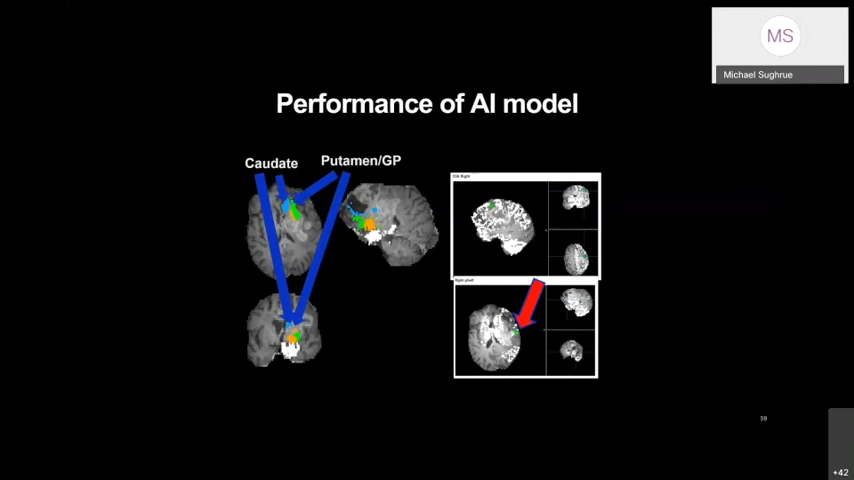 MS
Michael Sughrue
Performance of AI model
Caudate
Putamen/GP
59
+42